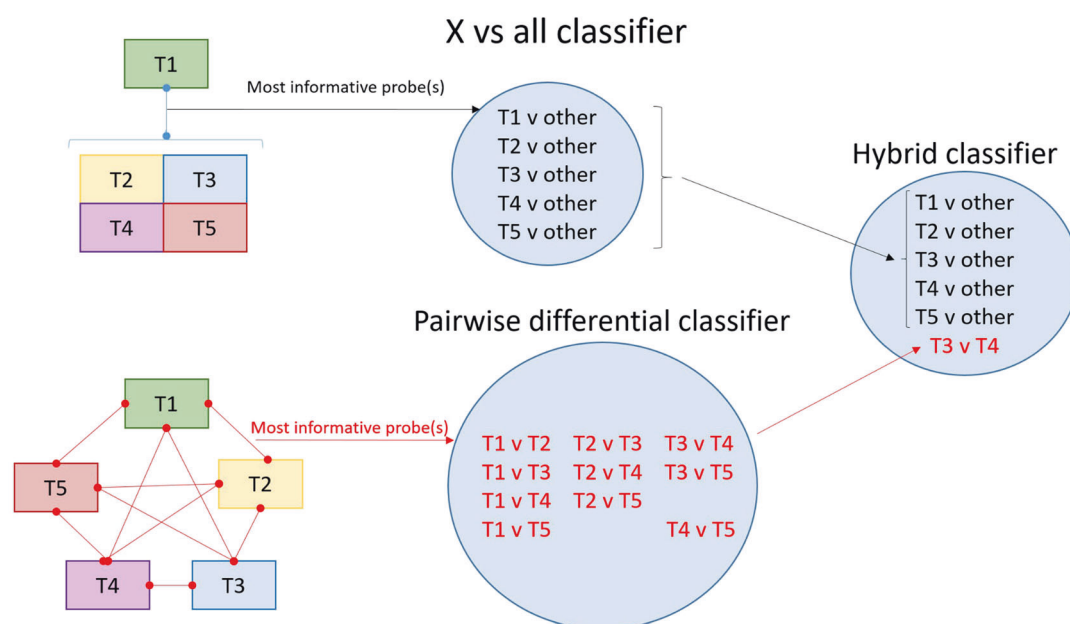 X vs all classifier
T1
Most informative probe(s)
T2 T3
T4 T5
T1 v other
T2 v other
T3 v other
T4 v other
T5 v other
Hybrid classifier
T1 v other
T2 v other
T3 v other
T4 v other
T5 v other
T3 v T4
Pairwise differential classifier
T1
T5 T2
T4 T3
Most informative probe(s)
T1 v T2 T2 v T3 T3 v T4
T1 v T3 T2 v T4 T3 v T5
T1 v T4 T2 v T5
T1 v T5 T4 v T5